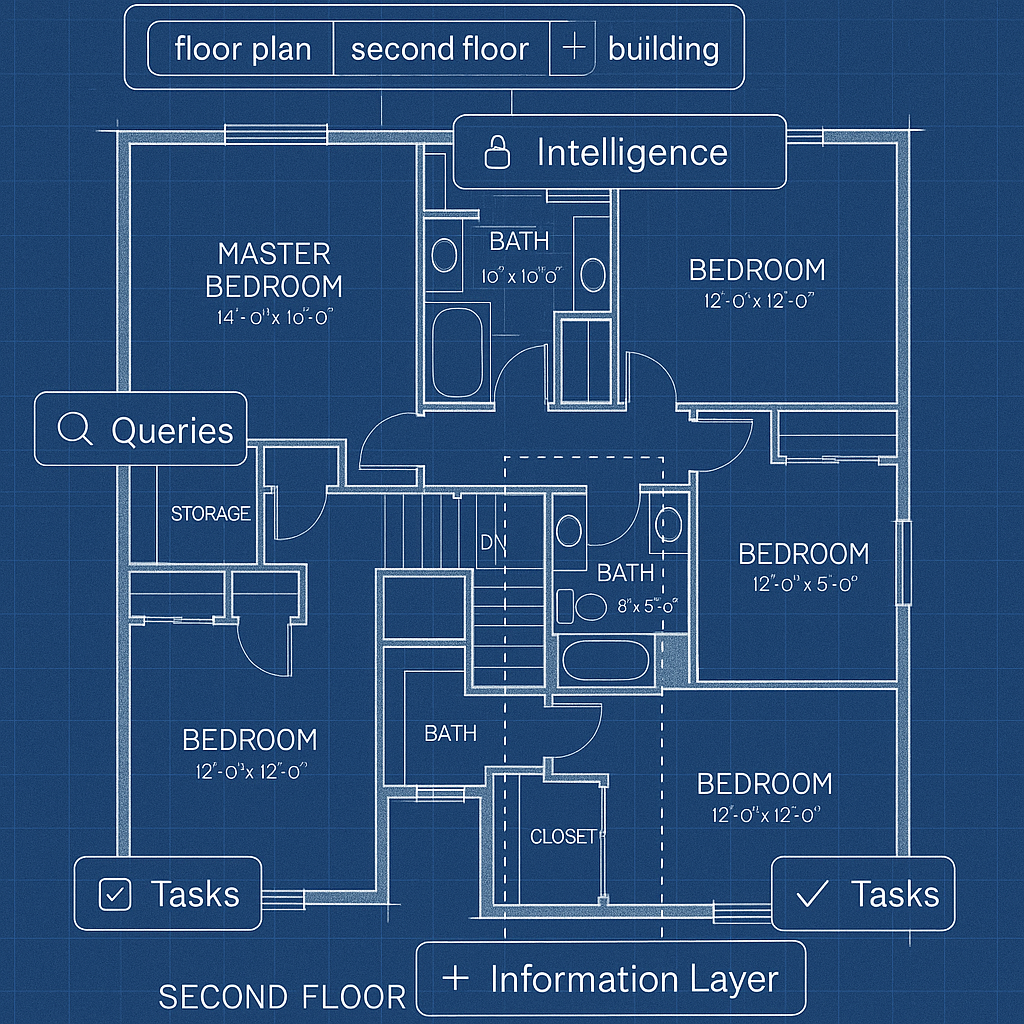 floor plan second floor + building
Intelligence
MASTER
BEDROOM
14'-0" x 10'-0"
BATH
10" x 10'0"
BEDROOM
12'-0" x 12'-0"
Queries
STORAGE
DN
BATH
8" x 5'-0"
BEDROOM
12"-0" x 5'-0"
BEDROOM
12"-0" x 12"-0"
BATH
BEDROOM
12"-0" x 12"-0"
CLOSET
Tasks
Tasks
+ Information Layer
SECOND FLOOR